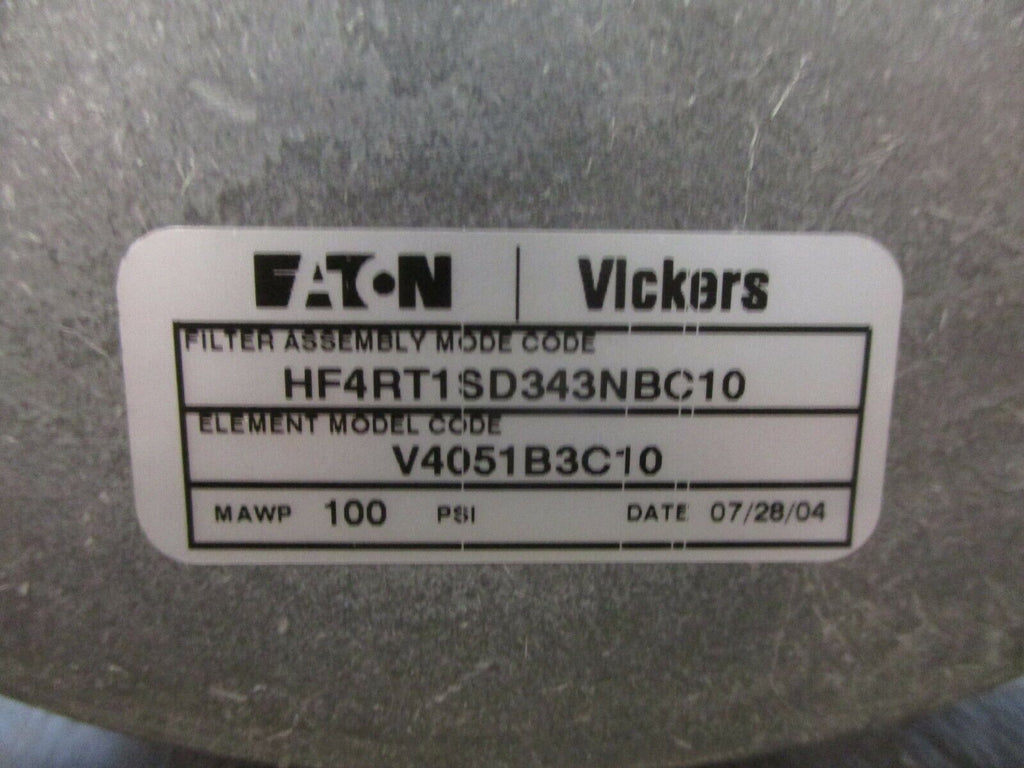 EATON | Vickers
FILTER ASSEMBLY MODE CODE
HF4RT1SD343NBC10
ELEMENT MODEL CODE
V4051B3C10
MAWP 100 PSI DATE 07/28/04